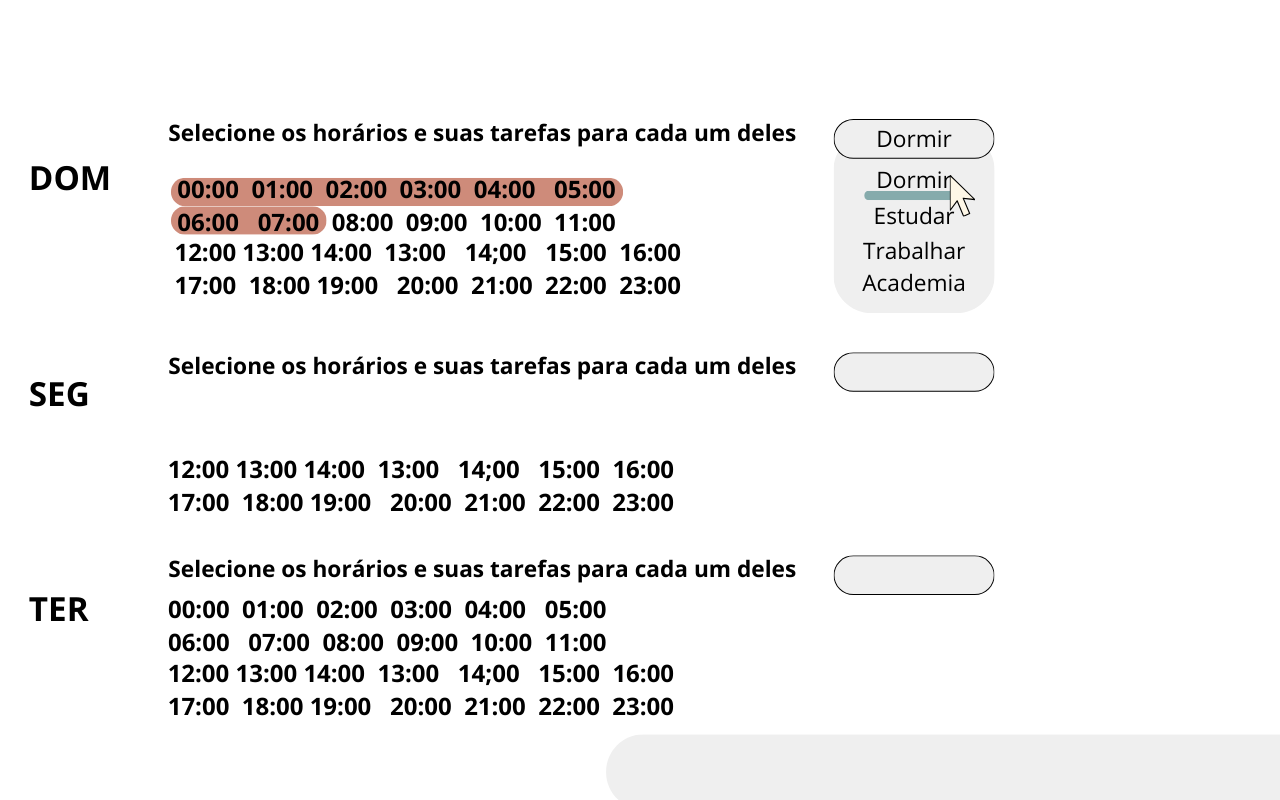 Selecione os horários e suas tarefas para cada um deles
Dormir
DOM
00:00 01:00 02:00 03:00 04:00 05:00
06:00 07:00 08:00 09:00 10:00 11:00
12:00 13:00 14:00 13:00 14;00 15:00 16:00
17:00 18:00 19:00 20:00 21:00 22:00 23:00
Dormir
Estudar
Trabalhar
Academia
Selecione os horários e suas tarefas para cada um deles
SEG
12:00 13:00 14:00 13:00 14;00 15:00 16:00
17:00 18:00 19:00 20:00 21:00 22:00 23:00
Selecione os horários e suas tarefas para cada um deles
TER
00:00 01:00 02:00 03:00 04:00 05:00
06:00 07:00 08:00 09:00 10:00 11:00
12:00 13:00 14:00 13:00 14;00 15:00 16:00
17:00 18:00 19:00 20:00 21:00 22:00 23:00